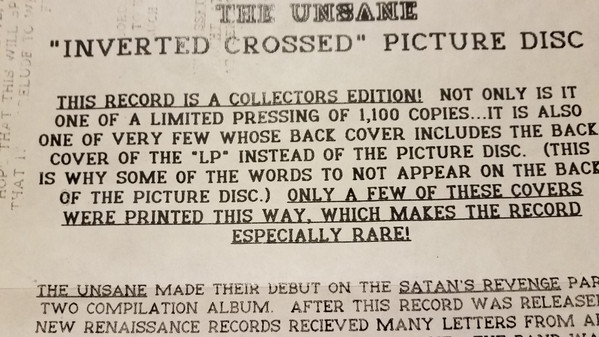 THE UNSANE
"INVERTED CROSSED" PICTURE DISC
THIS RECORD IS A COLLECTORS EDITION! NOT ONLY IS IT
ONE OF A LIMITED PRESSING OF 1,100 COPIES...IT IS ALSO
ONE OF VERY FEW WHOSE BACK COVER INCLUDES THE BACK
COVER OF THE "LP" INSTEAD OF THE PICTURE DISC. (THIS
IS WHY SOME OF THE WORDS TO NOT APPEAR ON THE BACK
OF THE PICTURE DISC.) ONLY A FEW OF THESE COVERS
WERE PRINTED THIS WAY, WHICH MAKES THE RECORD
ESPECIALLY RARE!
THE UNSANE MADE THEIR DEBUT ON THE SATAN'S REVENGE PAR
TWO COMPILATION ALBUM. AFTER THIS RECORD WAS RELEASE
NEW RENAISSANCE RECORDS RECIEVED MANY LETTERS FROM
THAT THIS WILL